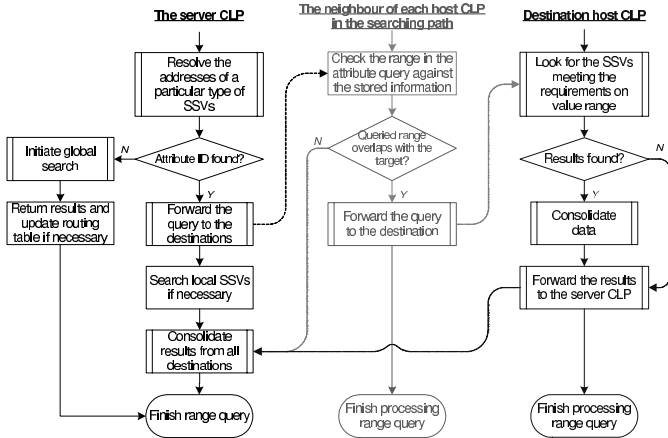 The server CLP
Resolve the
addresses of a
particular type of
SSVs
Attribute ID found?
N
Y
Initiate global
search
Return results and
update routing
table if necessary
Forward the
query to the
destinations
Search local SSVs
if necessary
Consolidate
results from all
destinations
Finish range query
The neighbour of each host CLP
in the searching path
Check the range in the
attribute query against
the stored information
Queried range
overlaps with the
target?
N
Y
Forward the query
to the destination
Finish processing
range query
Destination host CLP
Look for the SSVs
meeting the
requirements on
value range
Results found?
N
Y
Consolidate
data
Forward the results
to the server CLP
Finish processing
range query